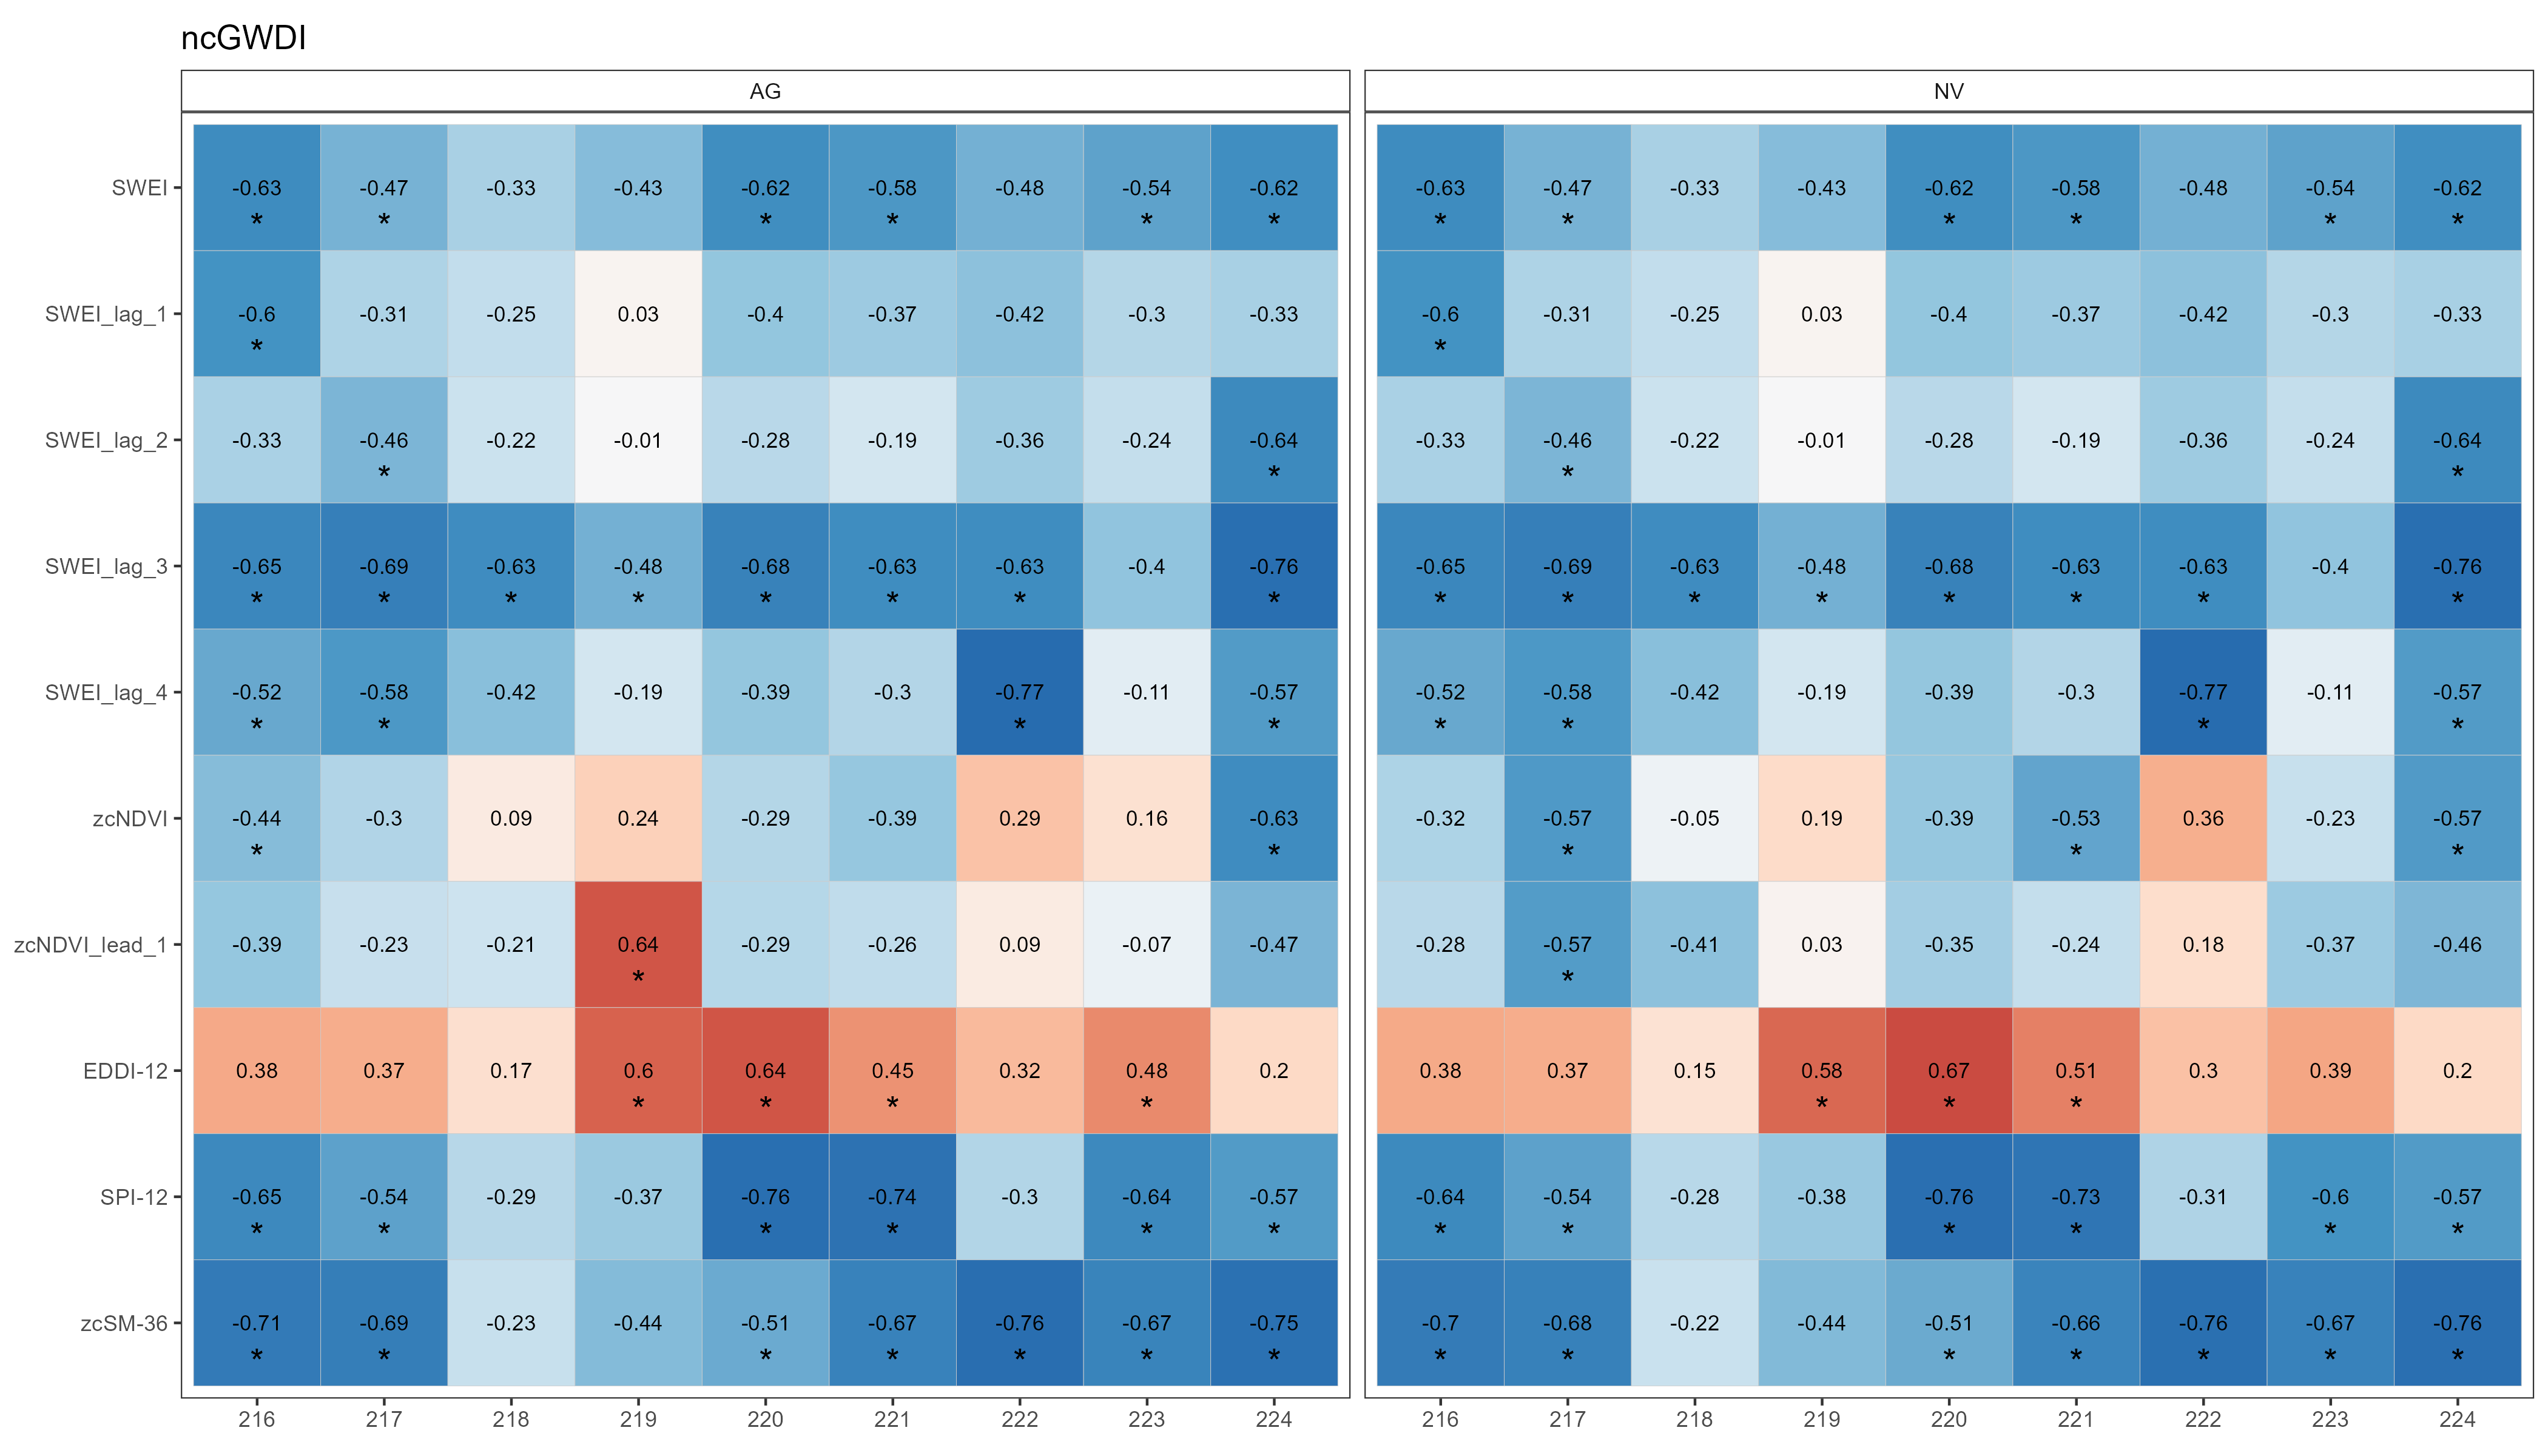 ncGWDI
AG NV
SWEI -0.63 -0.47 -0.33 -0.43 -0.62 -0.58 -0.48 -0.54 -0.62 -0.63 -0.47 -0.33 -0.43 -0.62 -0.58 -0.48 -0.54 -0.62
* * * * * * * * * * * *
SWEI_lag_1 -0.6 -0.31 -0.25 0.03 -0.4 -0.37 -0.42 -0.3 -0.33 -0.6 -0.31 -0.25 0.03 -0.4 -0.37 -0.42 -0.3 -0.33
* *
SWEI_lag_2 -0.33 -0.46 -0.22 -0.01 -0.28 -0.19 -0.36 -0.24 -0.64 -0.33 -0.46 -0.22 -0.01 -0.28 -0.19 -0.36 -0.24 -0.64
* * * *
SWEI_lag_3 -0.65 -0.69 -0.63 -0.48 -0.68 -0.63 -0.63 -0.4 -0.76 -0.65 -0.69 -0.63 -0.48 -0.68 -0.63 -0.63 -0.4 -0.76
* * * * * * * * * * * * * * * *
SWEI_lag_4 -0.52 -0.58 -0.42 -0.19 -0.39 -0.3 -0.77 -0.11 -0.57 -0.52 -0.58 -0.42 -0.19 -0.39 -0.3 -0.77 -0.11 -0.57
* * * * * * * *
zcNDVI -0.44 -0.3 0.09 0.24 -0.29 -0.39 0.29 0.16 -0.63 -0.32 -0.57 -0.05 0.19 -0.39 -0.53 0.36 -0.23 -0.57
* * * * *
zcNDVI_lead_1 -0.39 -0.23 -0.21 0.64 -0.29 -0.26 0.09 -0.07 -0.47 -0.28 -0.57 -0.41 0.03 -0.35 -0.24 0.18 -0.37 -0.46
* *
EDDI-12 0.38 0.37 0.17 0.6 0.64 0.45 0.32 0.48 0.2 0.38 0.37 0.15 0.58 0.67 0.51 0.3 0.39 0.2
* * * * * * *
SPI-12 -0.65 -0.54 -0.29 -0.37 -0.76 -0.74 -0.3 -0.64 -0.57 -0.64 -0.54 -0.28 -0.38 -0.76 -0.73 -0.31 -0.6 -0.57
* * * * * * * * * * * *
zcSM-36 -0.71 -0.69 -0.23 -0.44 -0.51 -0.67 -0.76 -0.67 -0.75 -0.7 -0.68 -0.22 -0.44 -0.51 -0.66 -0.76 -0.67 -0.76
* * * * * * * * * * * * * *
216 217 218 219 220 221 222 223 224 216 217 218 219 220 221 222 223 224